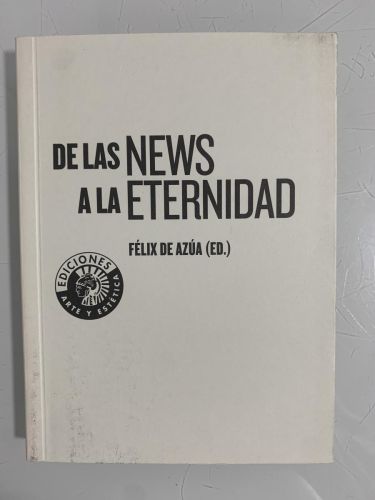 DE LAS NEWS
A LA ETERNIDAD
FÉLIX DE AZÚA (ED.)
EDICIONES
ARTE Y ESTÉTICA